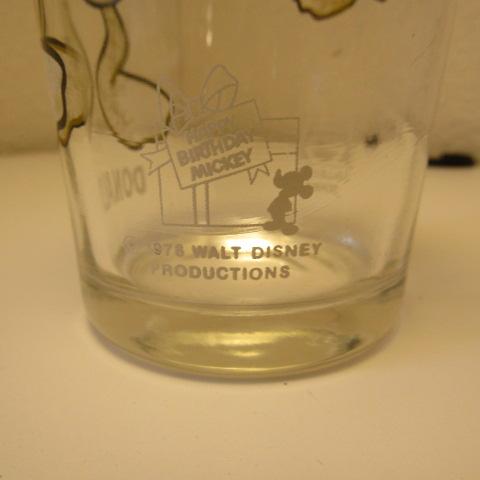 HAPPY
BIRTHDAY
MICKEY
© 1978 WALT DISNEY
PRODUCTIONS